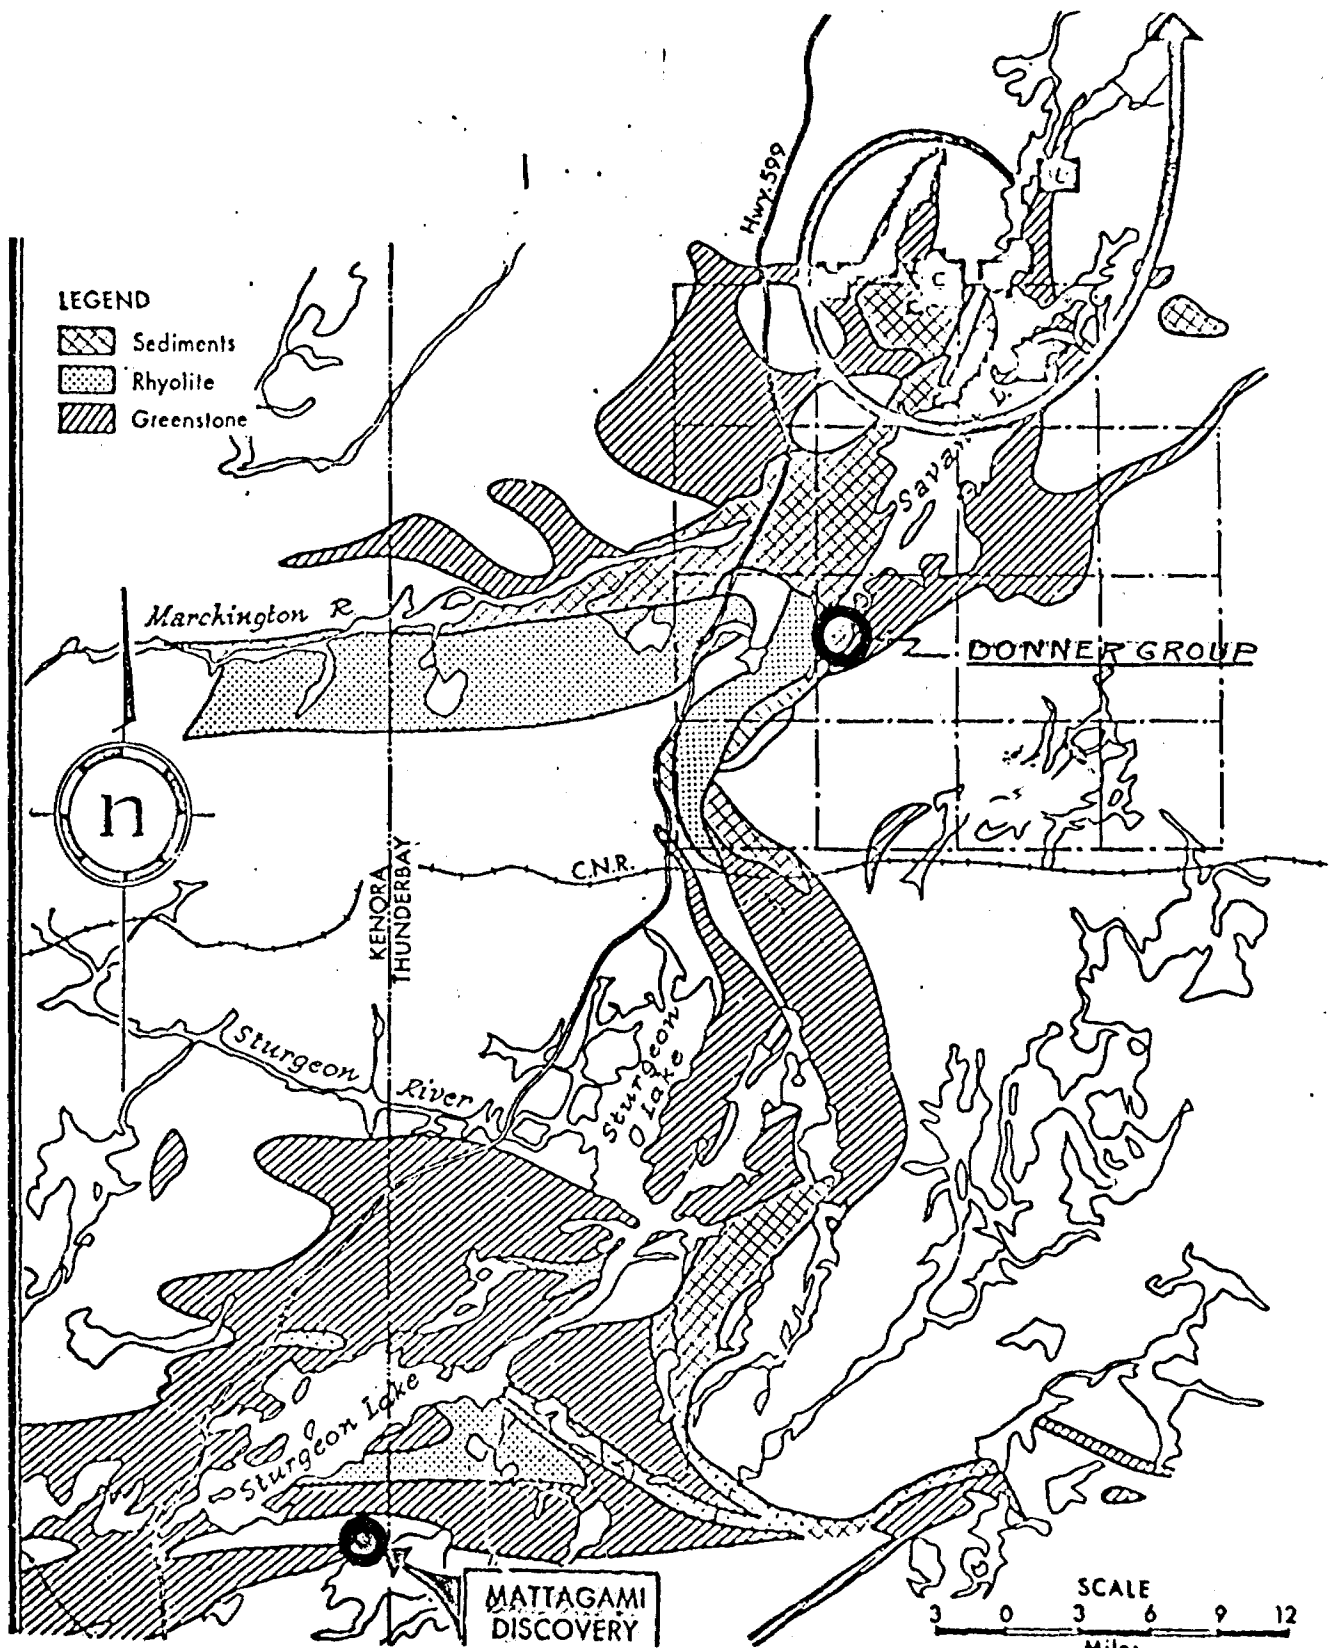 Hwy. 599
LEGEND
Sediments
Rhyolite
Greenstone
L
C
Savant L.
Marchington R.
DONNER GROUP
n
C.N.R.
KENORA
THUNDERBAY
Sturgeon River
Sturgeon
Lake
Sturgeon Lake
MATTAGAMI
DISCOVERY
SCALE
3 0 3 6 9 12
Miles